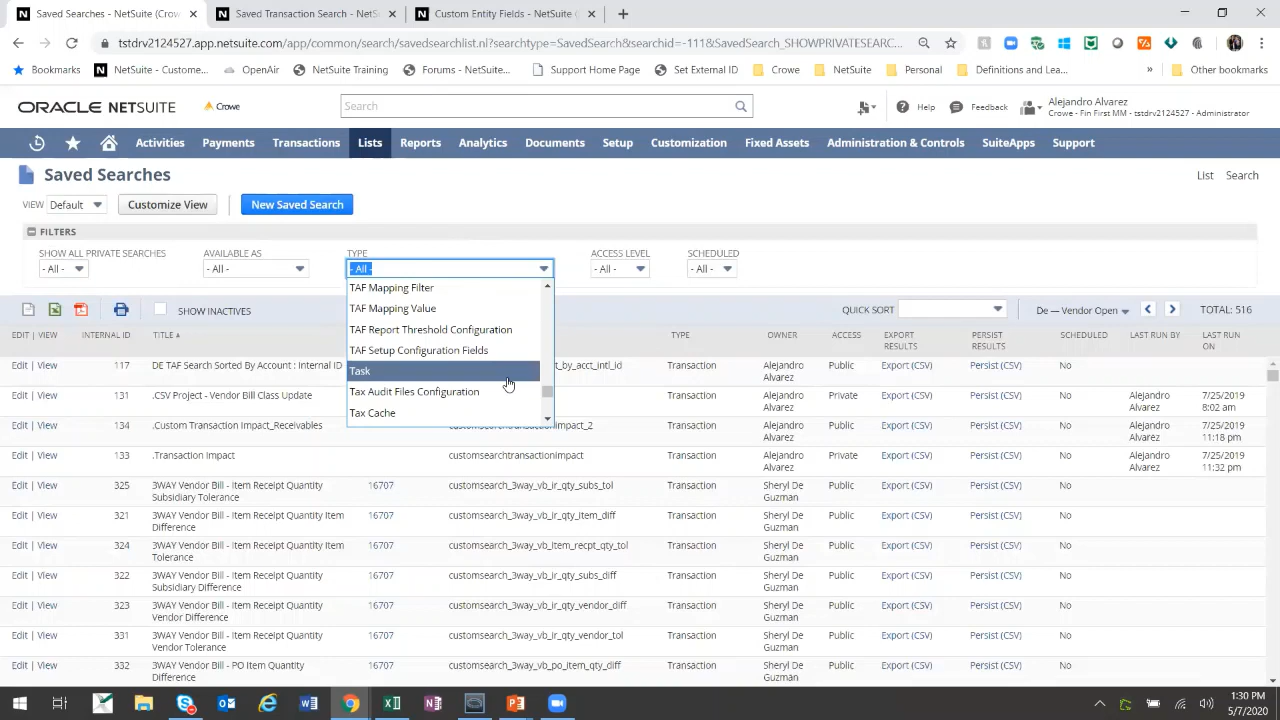 Saved Searches - NetSuite (Crow
Saved Transaction Search - NetS
Custom Entity Fields - NetSuite (
tstdrv2124527.app.netsuite.com/app/common/search/savedsearchlist.nl?searchtype=SavedSearch&searchid=-111&SavedSearch_SHOWPRIVATESEARC...
Bookmarks
NetSuite - Custome...
OpenAir
NetSuite Training
Forums - NetSuite...
Support Home Page
Set External ID
Crowe
NetSuite
Personal
Definitions and Lea...
»
Other bookmarks
ORACLE NETSUITE
Crowe
Search
Help
Feedback
Alejandro Alvarez
Crowe - Fin First MM - tstdrv2124527 - Administrator
Activities
Payments
Transactions
Lists
Reports
Analytics
Documents
Setup
Customization
Fixed Assets
Administration & Controls
SuiteApps
Support
Saved Searches
List
Search
VIEW Default
Customize View
New Saved Search
FILTERS
SHOW ALL PRIVATE SEARCHES
AVAILABLE AS
TYPE
ACCESS LEVEL
SCHEDULED
- All -
- All -
- All -
- All -
- All -
TAF Mapping Filter
TAF Mapping Value
TAF Report Threshold Configuration
TAF Setup Configuration Fields
Task
Tax Audit Files Configuration
Tax Cache
SHOW INACTIVES
QUICK SORT
De — Vendor Open
TOTAL: 516
EDIT | VIEW
INTERNAL ID
TITLE
TYPE
OWNER
ACCESS
EXPORT RESULTS
PERSIST RESULTS
SCHEDULED
LAST RUN BY
LAST RUN ON
Edit | View 117 DE TAF Search Sorted By Account : Internal ID _by_acct_intl_id Transaction Alejandro Alvarez Public Export (CSV) Persist (CSV) No
Edit | View 131 .CSV Project - Vendor Bill Class Update Transaction Alejandro Alvarez Private Export (CSV) Persist (CSV) No Alejandro Alvarez 7/25/2019 8:02 am
Edit | View 134 .Custom Transaction Impact_Receivables customsearchtransactionimpact_2 Transaction Alejandro Alvarez Public Export (CSV) Persist (CSV) No Alejandro Alvarez 7/25/2019 11:18 pm
Edit | View 133 .Transaction Impact customsearchtransactionimpact Transaction Alejandro Alvarez Private Export (CSV) Persist (CSV) No Alejandro Alvarez 7/25/2019 11:32 pm
Edit | View 325 3WAY Vendor Bill - Item Receipt Quantity Subsidiary Tolerance 16707 customsearch_3way_vb_ir_qty_subs_tol Transaction Sheryl De Guzman Public Export (CSV) Persist (CSV) No
Edit | View 321 3WAY Vendor Bill - Item Receipt Quantity Item Difference 16707 customsearch_3way_vb_ir_qty_item_diff Transaction Sheryl De Guzman Public Export (CSV) Persist (CSV) No
Edit | View 324 3WAY Vendor Bill - Item Receipt Quantity Item Tolerance 16707 customsearch_3way_vb_item_recpt_qty_tol Transaction Sheryl De Guzman Public Export (CSV) Persist (CSV) No
Edit | View 322 3WAY Vendor Bill - Item Receipt Quantity Subsidiary Difference 16707 customsearch_3way_vb_ir_qty_subs_diff Transaction Sheryl De Guzman Public Export (CSV) Persist (CSV) No
Edit | View 323 3WAY Vendor Bill - Item Receipt Quantity Vendor Difference 16707 customsearch_3way_vb_ir_qty_vendor_diff Transaction Sheryl De Guzman Public Export (CSV) Persist (CSV) No
Edit | View 331 3WAY Vendor Bill - Item Receipt Quantity Vendor Tolerance 16707 customsearch_3way_vb_ir_qty_vendor_tol Transaction Sheryl De Guzman Public Export (CSV) Persist (CSV) No
Edit | View 332 3WAY Vendor Bill - PO Item Quantity Difference 16707 customsearch_3way_vb_po_item_qty_diff Transaction Sheryl De Guzman Public Export (CSV) Persist (CSV) No
1:30 PM
5/7/2020